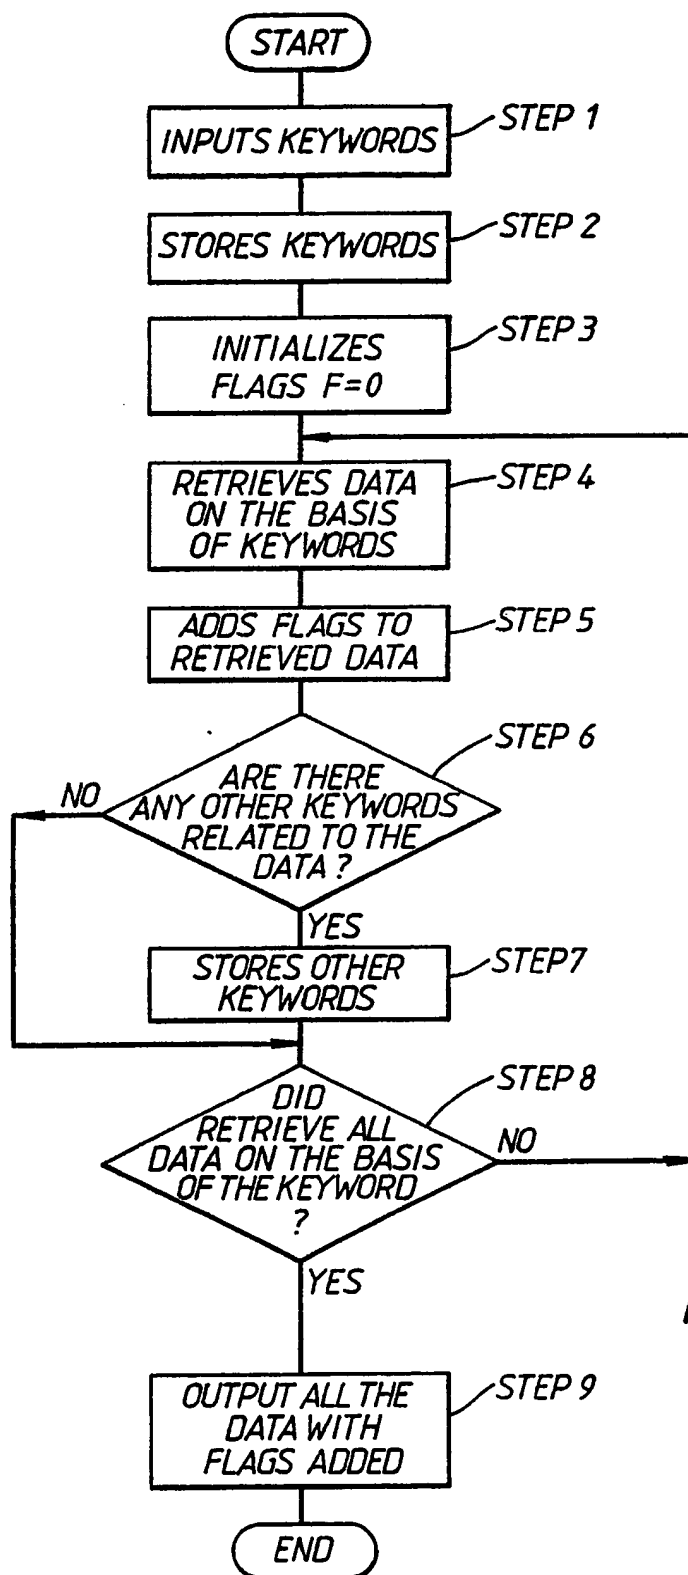 START
INPUTS KEYWORDS
STEP 1
STORES KEYWORDS
STEP 2
INITIALIZES
FLAGS F=0
STEP 3
RETRIEVES DATA
ON THE BASIS
OF KEYWORDS
STEP 4
ADDS FLAGS TO
RETRIEVED DATA
STEP 5
STEP 6
ARE THERE
ANY OTHER KEYWORDS
RELATED TO THE
DATA ?
NO
YES
STORES OTHER
KEYWORDS
STEP7
STEP 8
DID
RETRIEVE ALL
DATA ON THE BASIS
OF THE KEYWORD
?
NO
YES
OUTPUT ALL THE
DATA WITH
FLAGS ADDED
STEP 9
END